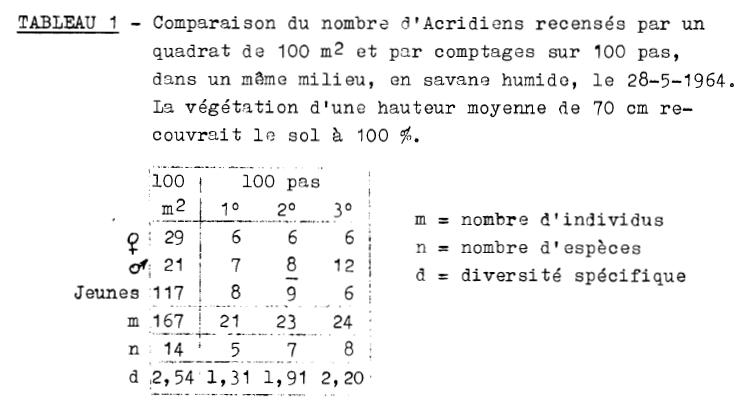 TABLEAU 1 - Comparaison du nombre d'Acridiens recensés par un
quadrat de 100 m2 et par comptages sur 100 pas,
dans un même milieu, en savane humide, le 28-5-1964.
La végétation d'une hauteur moyenne de 70 cm re-
couvrait le sol à 100 %.
100 100 pas
m2 1° 2° 3°
♀ 29 6 6 6
♂ 21 7 8 12
Jeunes 117 8 9 6
m 167 21 23 24
n 14 5 7 8
d 2,54 1,31 1,91 2,20
m = nombre d'individus
n = nombre d'espèces
d = diversité spécifique